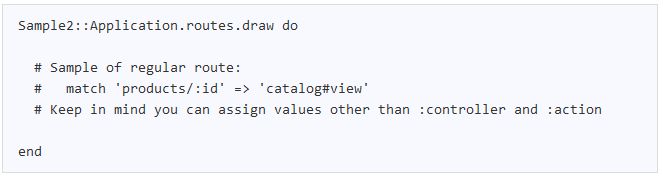 Sample2::Application.routes.draw do
# Sample of regular route:
#   match 'products/:id' => 'catalog#view'
# Keep in mind you can assign values other than :controller and :action
end